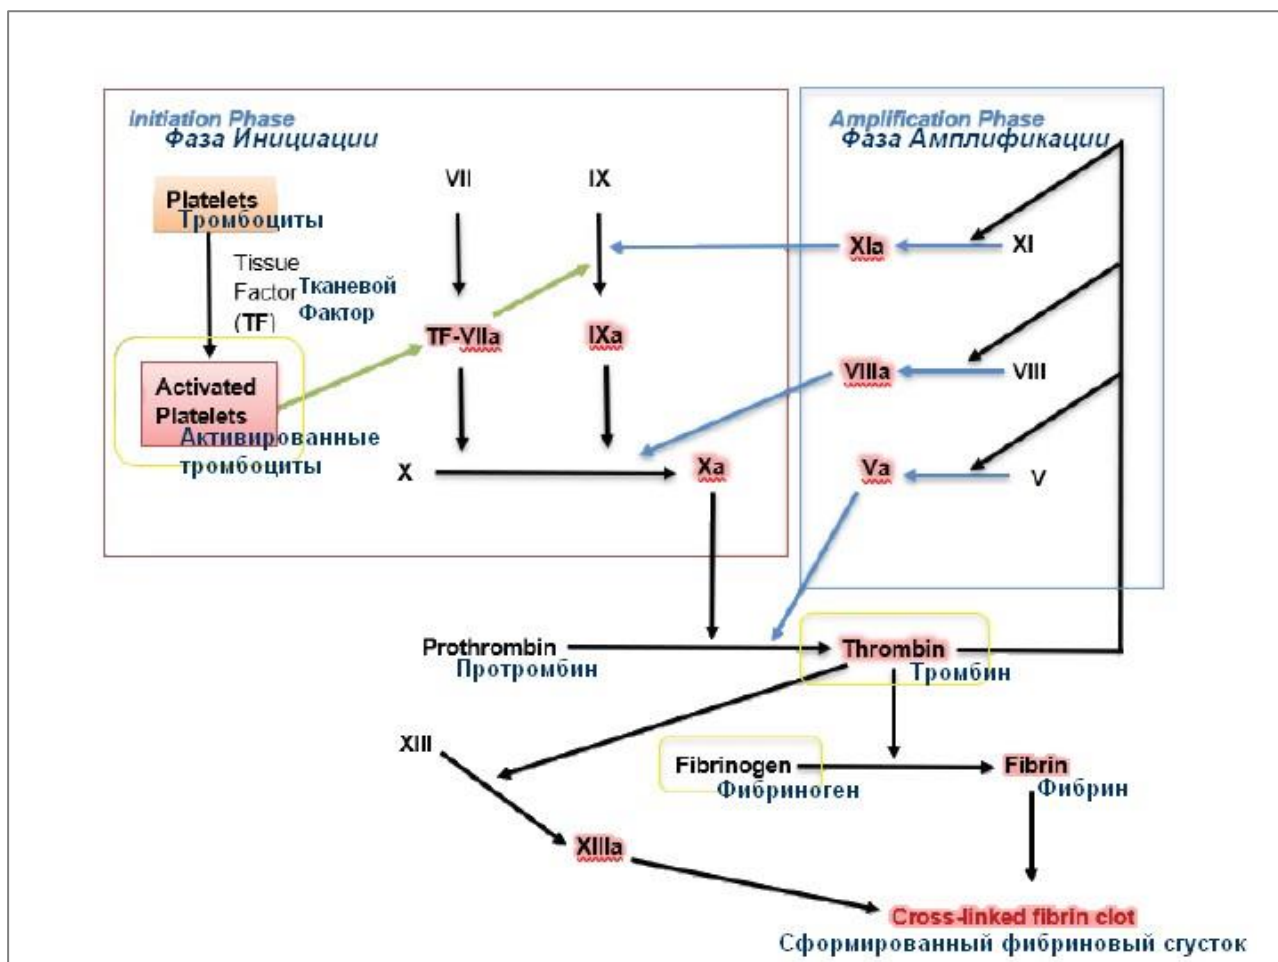 Initiation Phase
Фаза Инициации
Amplification Phase
Фаза Амплификации
VII
IX
Platelets
Тромбоциты
XIa
XI
Tissue
Factor
(TF)
Тканевой
Фактор
TF-VIIa
IXa
VIIIa
VIII
Activated
Platelets
Активированные
тромбоциты
X
Xa
Va
V
Prothrombin
Протромбин
Thrombin
Тромбин
XIII
Fibrinogen
Фибриноген
Fibrin
Фибрин
XIIIa
Cross-linked fibrin clot
Сформированный фибриновый сгусток